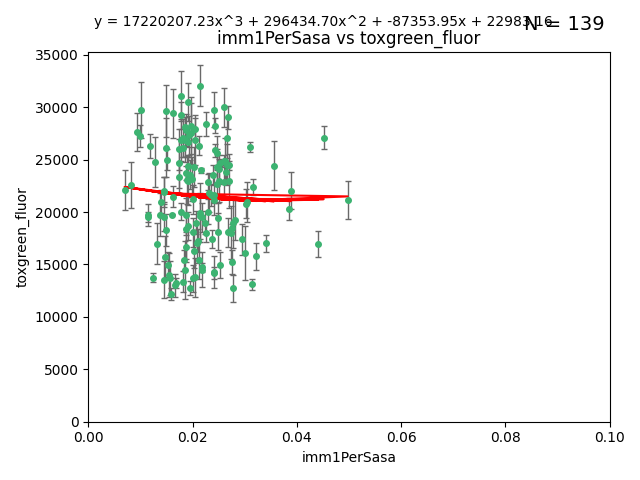 y = 17220207.23x^3 + 296434.70x^2 + -87353.95x + 22983.16
N = 139
imm1PerSasa vs toxgreen_fluor
35000
30000
25000
20000
15000
10000
5000
0
toxgreen_fluor
0.00 0.02 0.04 0.06 0.08 0.10
imm1PerSasa